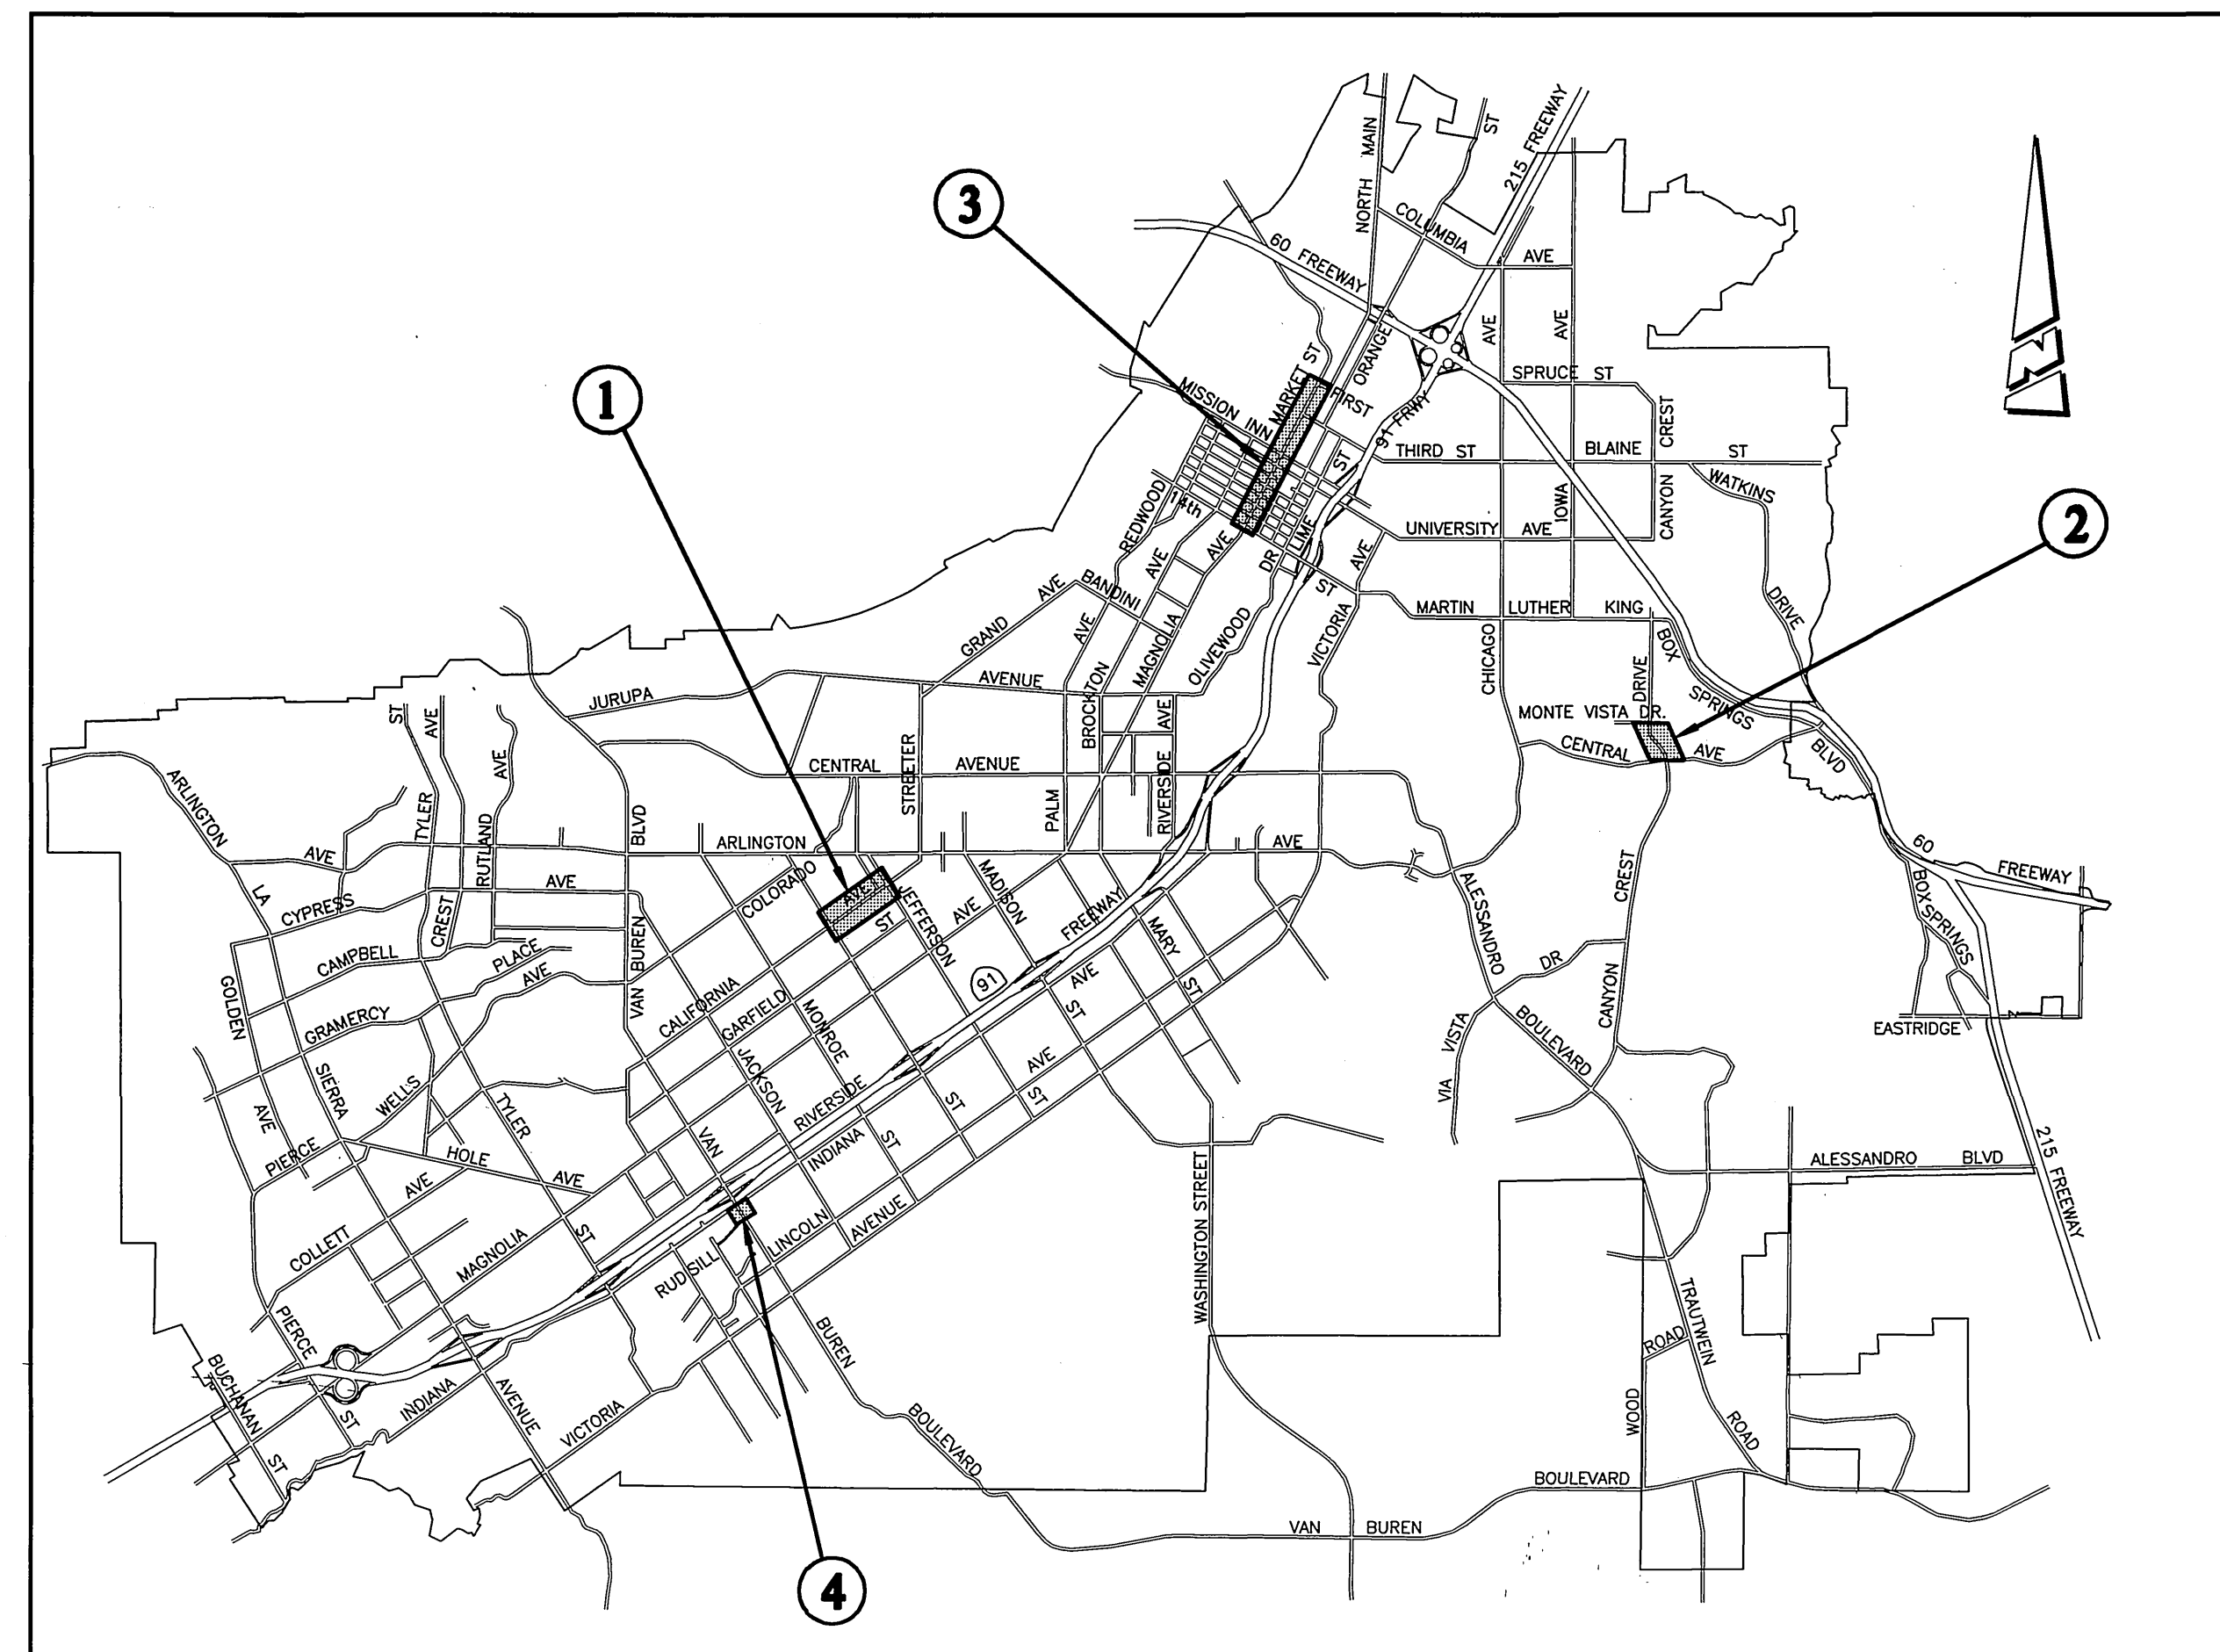 215 FREEWAY
NORTH MAIN
ST
COLUMBIA
AVE
3
60 FREEWAY
AVE
AVE
ORANGE
MARKET ST
FIRST
SPRUCE ST
MISSION INN
91 FRWY
CREST
1
THIRD ST
BLAINE
ST
ST
WATKINS
REDWOOD
14th
IOWA
CANYON
2
UNIVERSITY
AVE
LIME
AVE
AVE
DR
AVE
ST
BANDINI
GRAND
AVE
MARTIN
LUTHER
KING
DRIVE
AVE
MAGNOLIA
OLIVEWOOD
VICTORIA
CHICAGO
BOX
SPRINGS
BLVD
DRIVE
JURUPA
AVENUE
BROCKTON
AVE
MONTE VISTA DR.
ST
AVE
AVE
CENTRAL
AVE
CENTRAL
AVENUE
STREETER
RIVERSIDE
PALM
ARLINGTON
AVE
TYLER
RUTLAND
BLVD
ARLINGTON
AVE
60
FREEWAY
LA
CYPRESS
AVE
COLORADO
AVE
JEFFERSON
ST
MADISON
AVE
FREEWAY
MARY
ST
ALESSANDRO
CREST
BOX
SPRINGS
CREST
CAMPBELL
PLACE
AVE
VAN BUREN
91
AVE
ST
DR
CANYON
GOLDEN
GRAMERCY
CALIFORNIA
GARFIELD
MONROE
VISTA
VIA
BOULEVARD
EASTRIDGE
SIERRA
WELLS
JACKSON
RIVERSIDE
AVE
ST
ST
AVE
PIERCE
TYLER
HOLE
AVE
VAN
INDIANA
ST
WASHINGTON STREET
ALESSANDRO
BLVD
215 FREEWAY
AVE
COLLETT
ST
MAGNOLIA
RUDSILL
LINCOLN
AVENUE
PIERCE
BUREN
TRAUTWEIN
ROAD
BUCHANAN
ST
ST
INDIANA
AVENUE
VICTORIA
BOULEVARD
WOOD
ROAD
BOULEVARD
VAN
BUREN
4